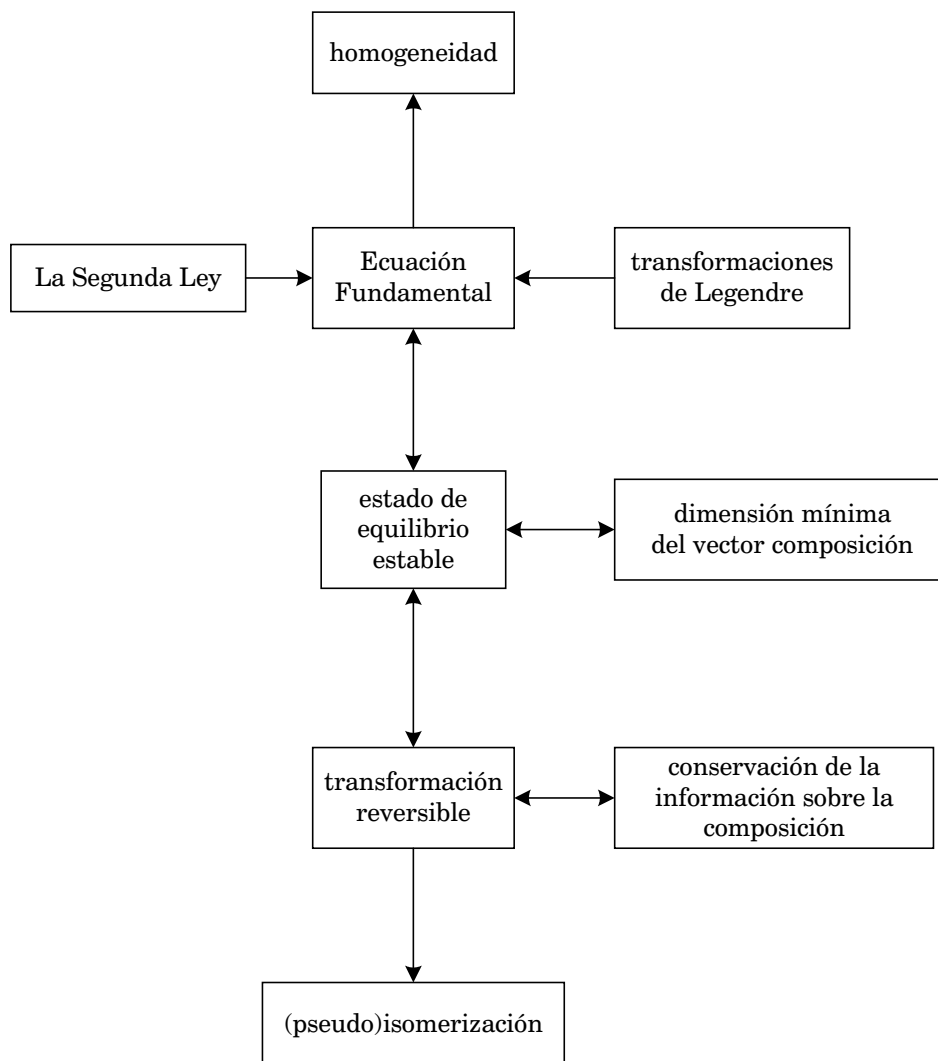 homogeneidad
La Segunda Ley
Ecuación
Fundamental
transformaciones
de Legendre
estado de
equilibrio
estable
dimensión mínima
del vector composición
transformación
reversible
conservación de la
información sobre la
composición
(pseudo)isomerización